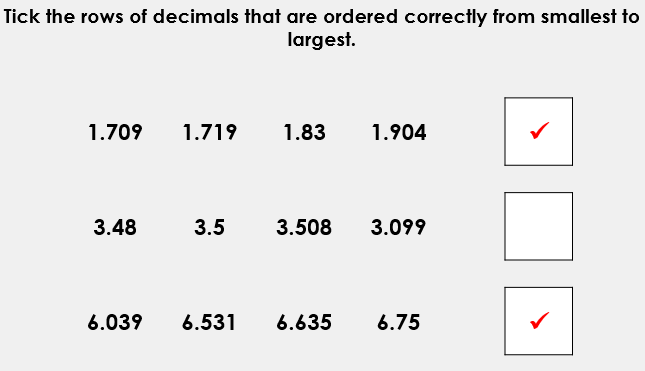 Tick the rows of decimals that are ordered correctly from smallest to
largest.
1.709 1.719 1.83 1.904 ✓
3.48 3.5 3.508 3.099
6.039 6.531 6.635 6.75 ✓